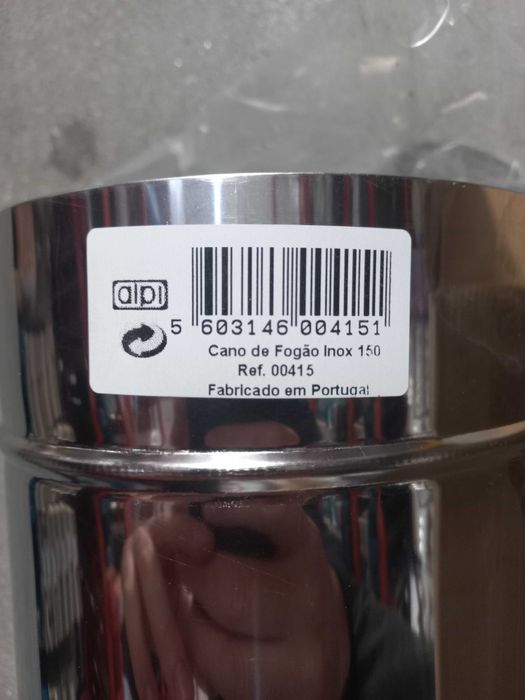 alpi
5 603146 004151
Cano de Fogão Inox 150
Ref. 00415
Fabricado em Portugal